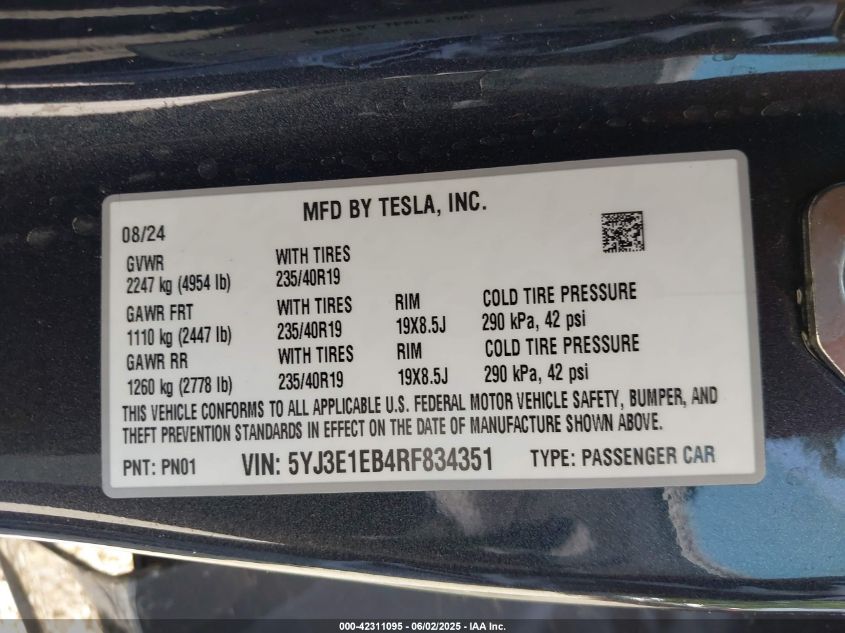 MFD BY TESLA, INC.
MFD BY TESLA, INC.
08/24
GVWR WITH TIRES
2247 kg (4954 lb) 235/40R19
GAWR FRT WITH TIRES RIM COLD TIRE PRESSURE
1110 kg (2447 lb) 235/40R19 19X8.5J 290 kPa, 42 psi
GAWR RR WITH TIRES RIM COLD TIRE PRESSURE
1260 kg (2778 lb) 235/40R19 19X8.5J 290 kPa, 42 psi
THIS VEHICLE CONFORMS TO ALL APPLICABLE U.S. FEDERAL MOTOR VEHICLE SAFETY, BUMPER, AND
THEFT PREVENTION STANDARDS IN EFFECT ON THE DATE OF MANUFACTURE SHOWN ABOVE.
PNT: PN01 VIN: 5YJ3E1EB4RF834351 TYPE: PASSENGER CAR
000-42311095 - 06/02/2025 - IAA Inc.